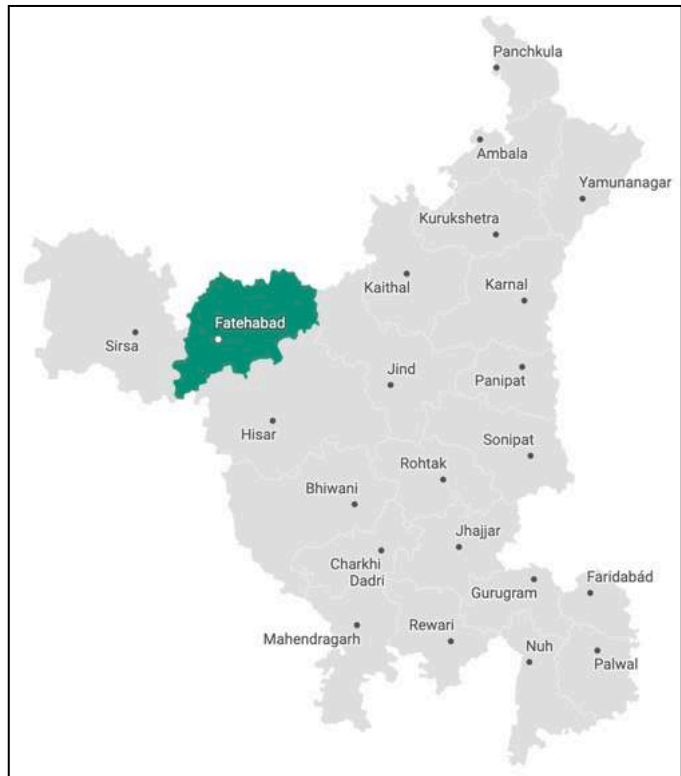 Panchkula
Ambala
Yamunanagar
Kurukshetra
Kaithal
Karnal
Fatehabad
Sirsa
Jind
Panipat
Hisar
Sonipat
Rohtak
Bhiwani
Jhajjar
Charkhi
Dadri
Faridabád
Gurugram
Rewari
Mahendragarh
Nuh
Palwal